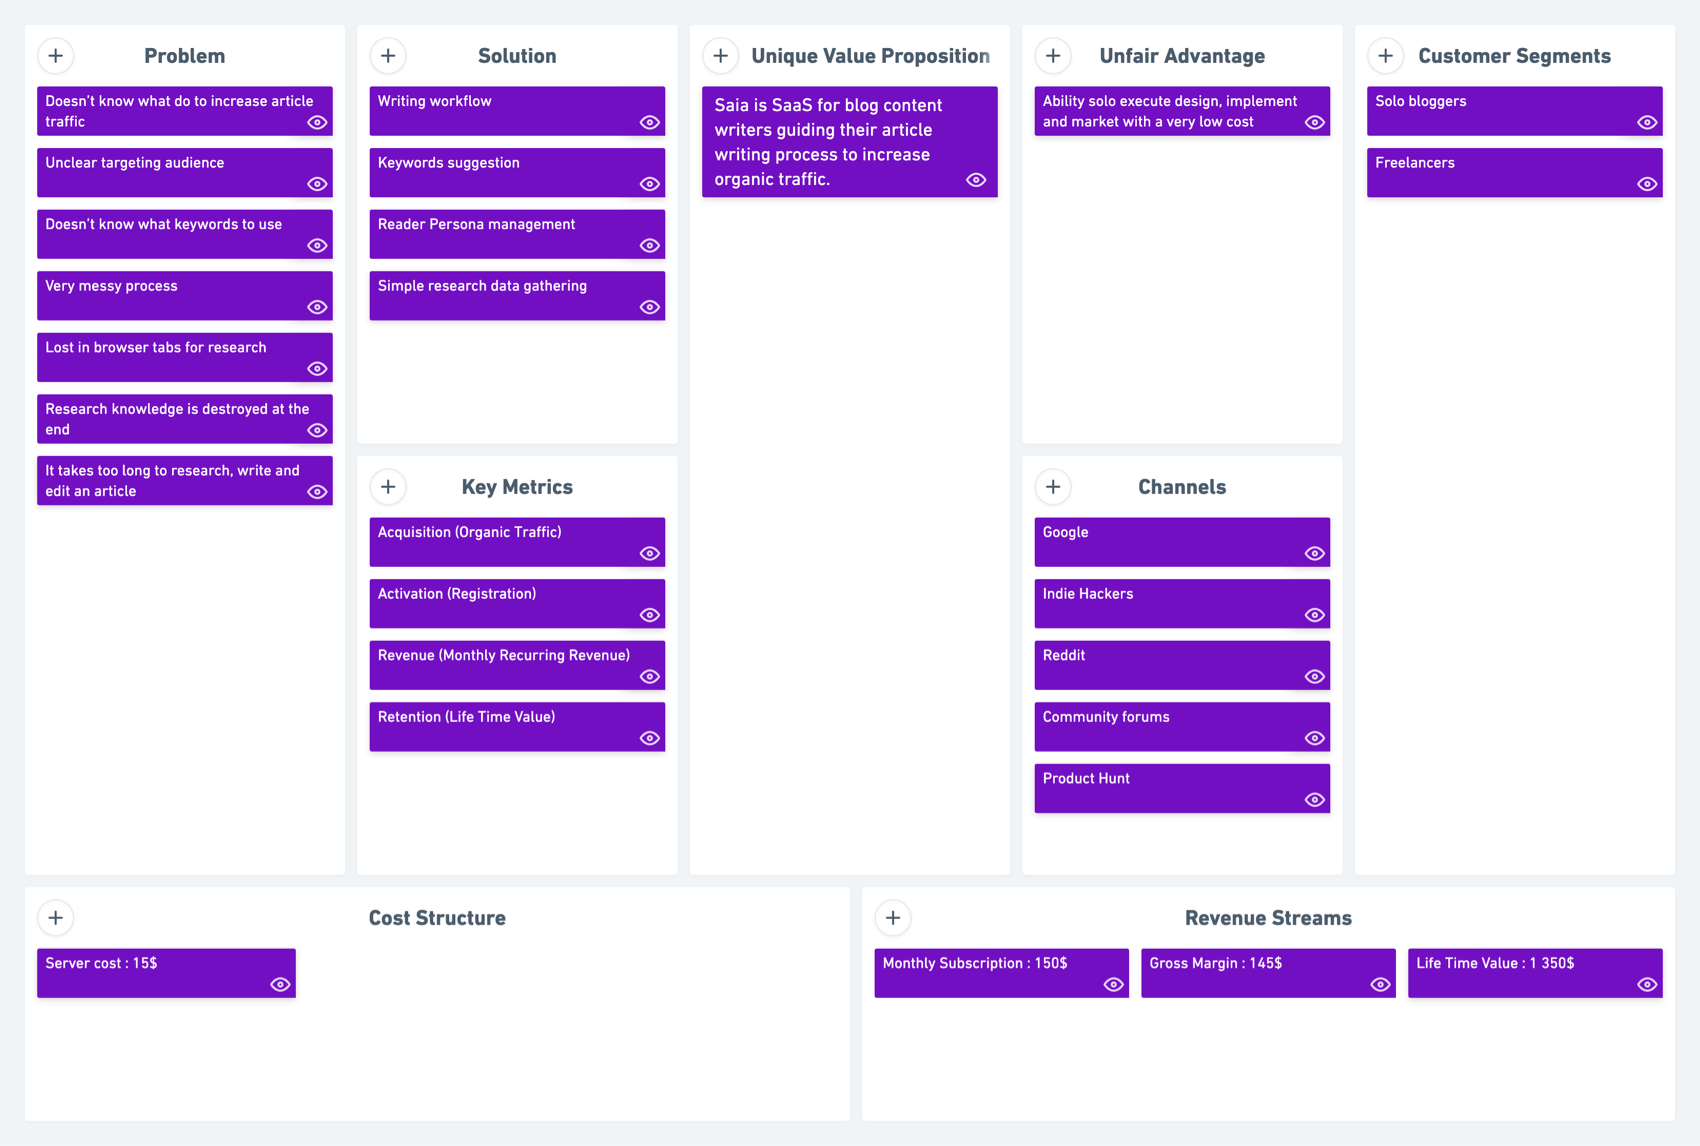 Problem
Doesn't know what do to increase article
traffic
Unclear targeting audience
Doesn't know what keywords to use
Very messy process
Lost in browser tabs for research
Research knowledge is destroyed at the
end
It takes too long to research, write and
edit an article
Solution
Writing workflow
Keywords suggestion
Reader Persona management
Simple research data gathering
Key Metrics
Acquisition (Organic Traffic)
Activation (Registration)
Revenue (Monthly Recurring Revenue)
Retention (Life Time Value)
Unique Value Proposition
Saia is SaaS for blog content
writers guiding their article
writing process to increase
organic traffic.
Unfair Advantage
Ability solo execute design, implement
and market with a very low cost
Channels
Google
Indie Hackers
Reddit
Community forums
Product Hunt
Customer Segments
Solo bloggers
Freelancers
Cost Structure
Server cost : 15$
Revenue Streams
Monthly Subscription : 150$
Gross Margin : 145$
Life Time Value : 1 350$